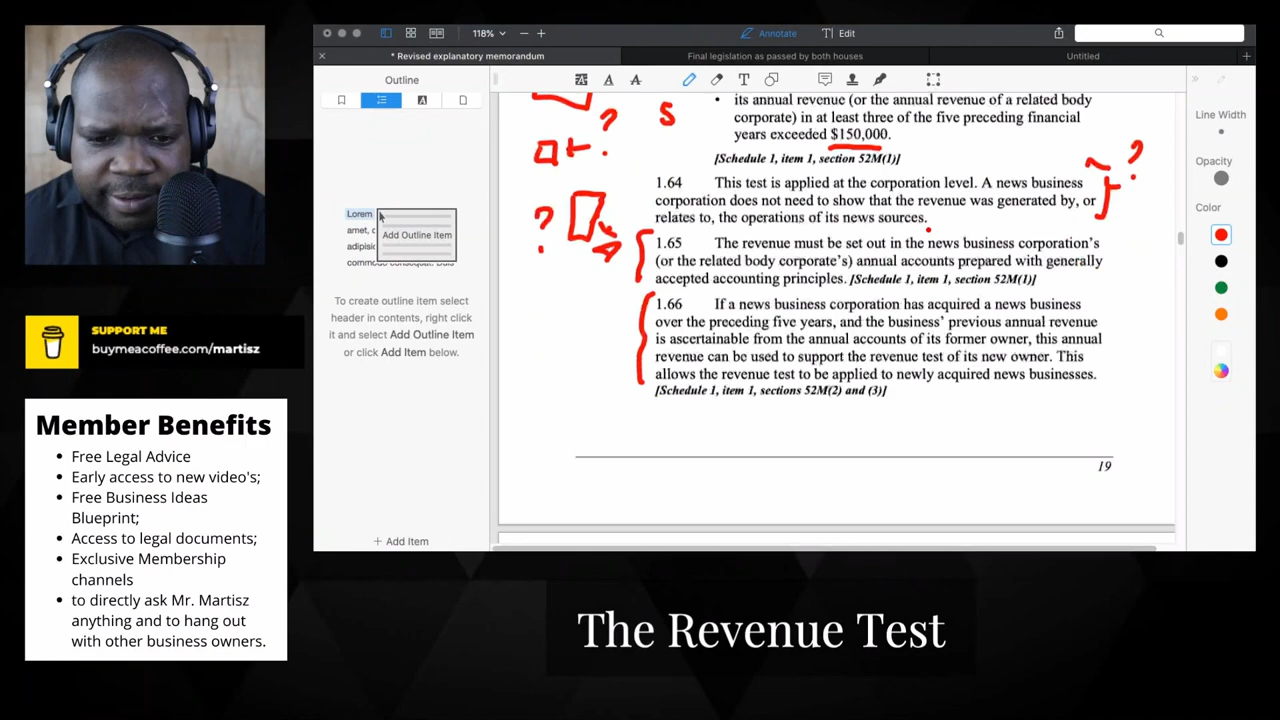 118%
Annotate
Edit
* Revised explanatory memorandum
Final legislation as passed by both houses
Untitled
Outline
Lorem
amet, c
adipisi
Add Outline Item
To create outline item select
header in contents, right click
it and select Add Outline Item
or click Add Item below.
+ Add Item
• its annual revenue (or the annual revenue of a related body
corporate) in at least three of the five preceding financial
years exceeded $150,000.
[Schedule 1, item 1, section 52M(1)]
1.64 This test is applied at the corporation level. A news business
corporation does not need to show that the revenue was generated by, or
relates to, the operations of its news sources.
1.65 The revenue must be set out in the news business corporation's
(or the related body corporate's) annual accounts prepared with generally
accepted accounting principles. [Schedule 1, item 1, section 52M(1)]
1.66 If a news business corporation has acquired a news business
over the preceding five years, and the business' previous annual revenue
is ascertainable from the annual accounts of its former owner, this annual
revenue can be used to support the revenue test of its new owner. This
allows the revenue test to be applied to newly acquired news businesses.
[Schedule 1, item 1, sections 52M(2) and (3)]
19
Line Width
Opacity
Color
SUPPORT ME
buymeacoffee.com/martisz
Member Benefits
• Free Legal Advice
• Early access to new video's;
• Free Business Ideas
Blueprint;
• Access to legal documents;
• Exclusive Membership
channels
• to directly ask Mr. Martisz
anything and to hang out
with other business owners.
The Revenue Test